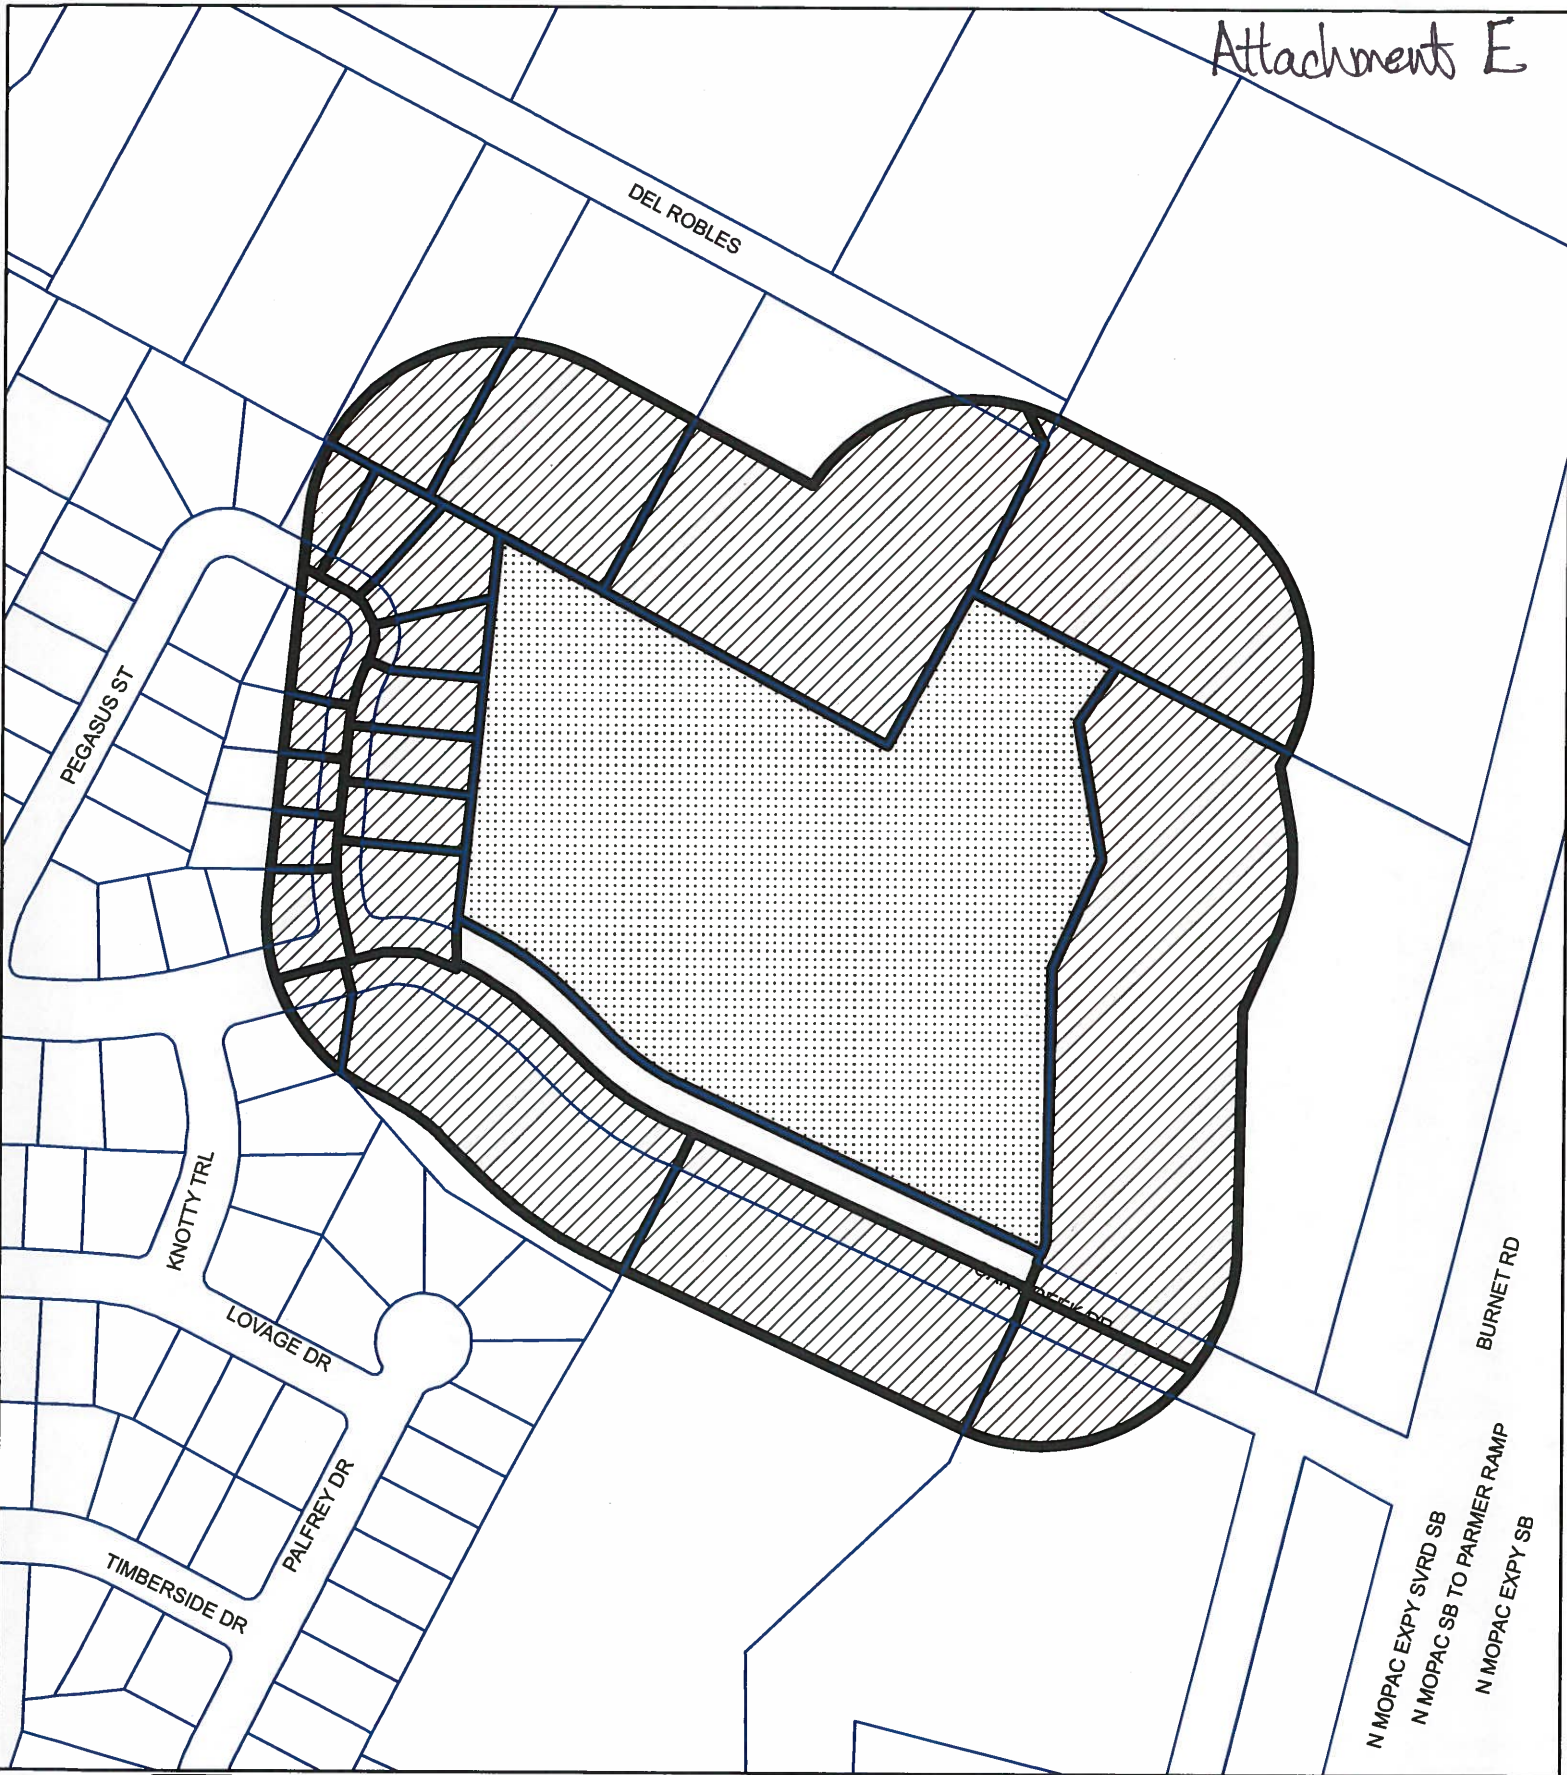 Attachment E
DEL ROBLES
PEGASUS ST
KNOTTY TRL
LOVAGE DR
PALFREY DR
TIMBERSIDE DR
BURNET RD
N MOPAC EXPY SVRD SB
N MOPAC SB TO PARMER RAMP
N MOPAC EXPY SB